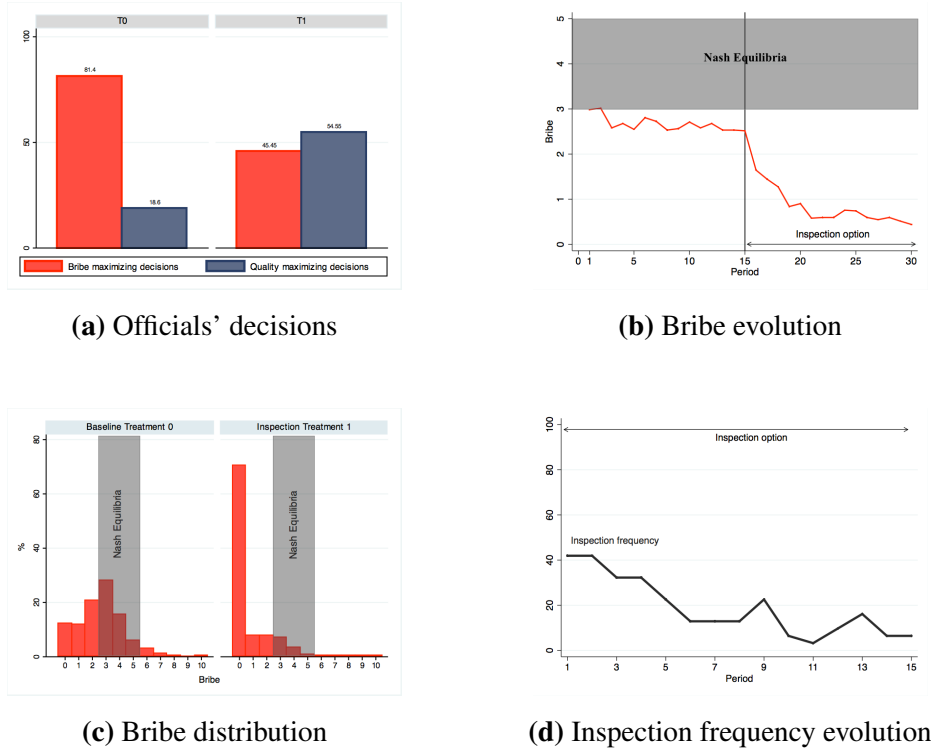 T0 T1
100
50
0
81.4
18.6
45.45
54.55
Bribe maximizing decisions Quality maximizing decisions
(a) Officials’ decisions
Bribe
5
4
3
2
1
0
Nash Equilibria
Inspection option
0 1 5 10 15 20 25 30
Period
(b) Bribe evolution
Baseline Treatment 0 Inspection Treatment 1
%
80
60
40
20
0
Nash Equilibria
Nash Equilibria
0 1 2 3 4 5 6 7 8 9 10 0 1 2 3 4 5 6 7 8 9 10
Bribe
(c) Bribe distribution
100
80
60
40
20
0
Inspection option
Inspection frequency
1 3 5 7 9 11 13 15
Period
(d) Inspection frequency evolution